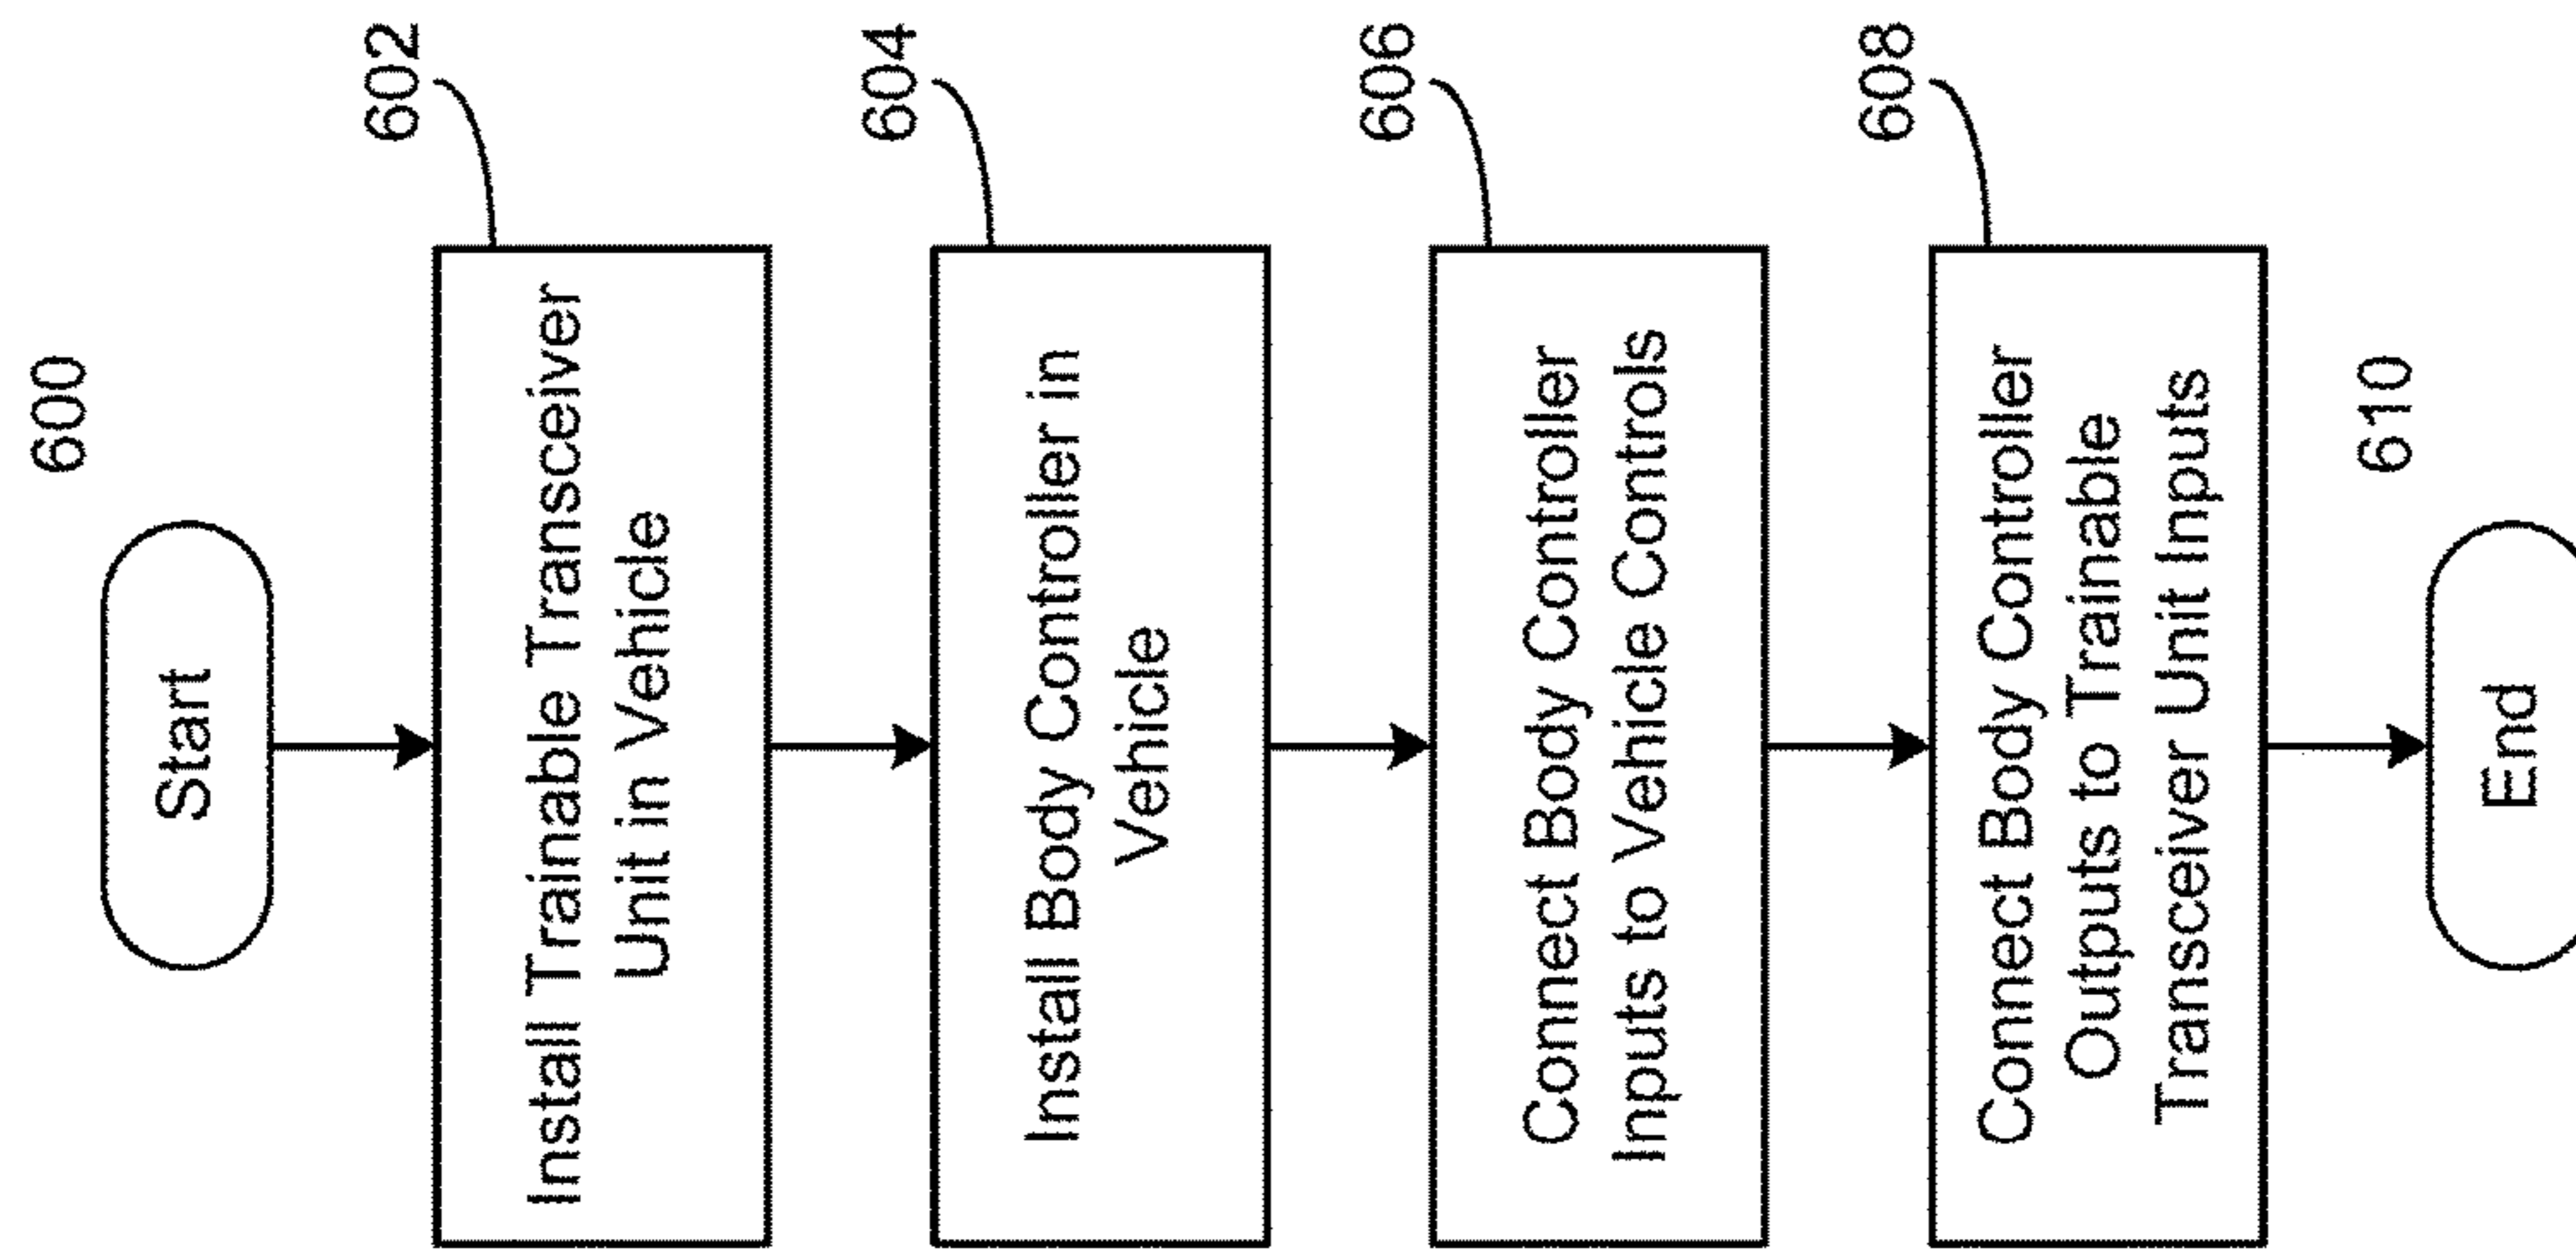 600
Start
602
Install Trainable Transceiver
Unit in Vehicle
604
Install Body Controller in
Vehicle
606
Connect Body Controller
Inputs to Vehicle Controls
608
Connect Body Controller
Outputs to Trainable
Transceiver Unit Inputs
610
End